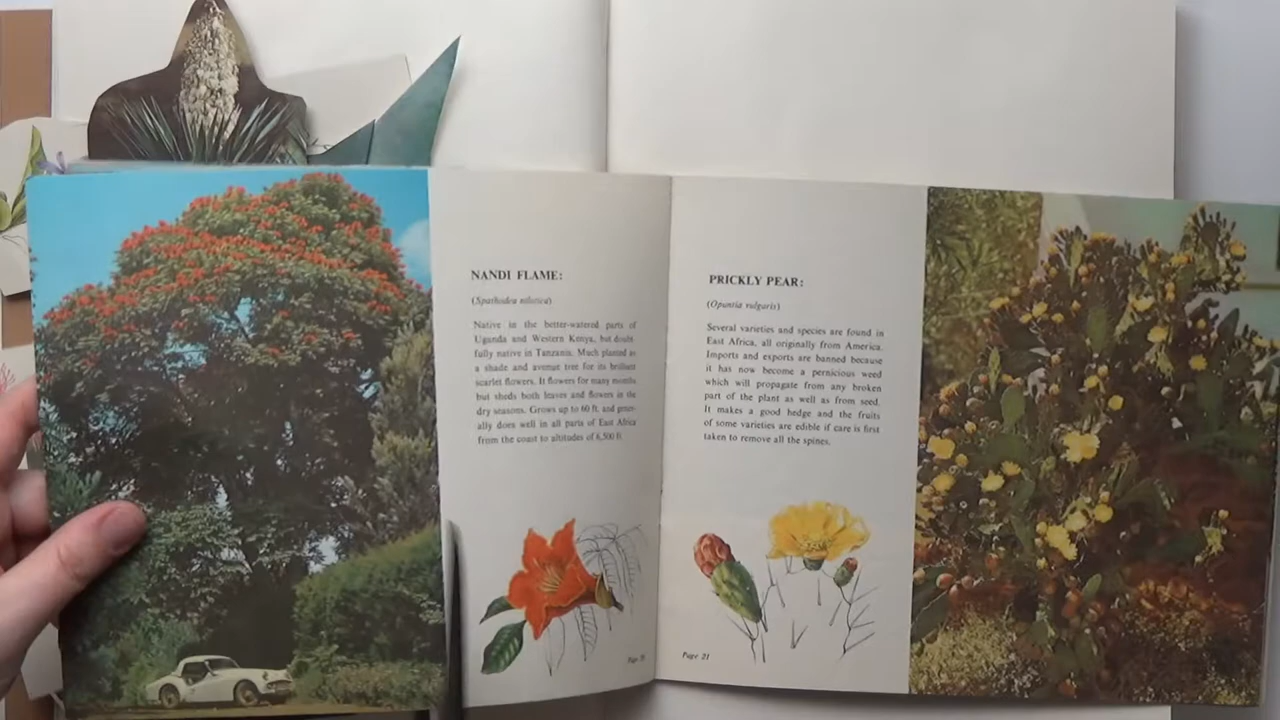 NANDI FLAME:
(Spathodea nilotica)
Native in the better-watered parts of
Uganda and Western Kenya, but doubt-
fully native in Tanzania. Much planted as
a shade and avenue tree for its brilliant
scarlet flowers. It flowers for many months
but sheds both leaves and flowers in the
dry seasons. Grows up to 60 ft. and gener-
ally does well in all parts of East Africa
from the coast to altitudes of 6,500 ft.
Page
PRICKLY PEAR:
(Opuntia vulgaris)
Several varieties and species are found in
East Africa, all originally from America.
Imports and exports are banned because
it has now become a pernicious weed
which will propagate from any broken
part of the plant as well as from seed.
It makes a good hedge and the fruits
of some varieties are edible if care is first
taken to remove all the spines.
Page 21